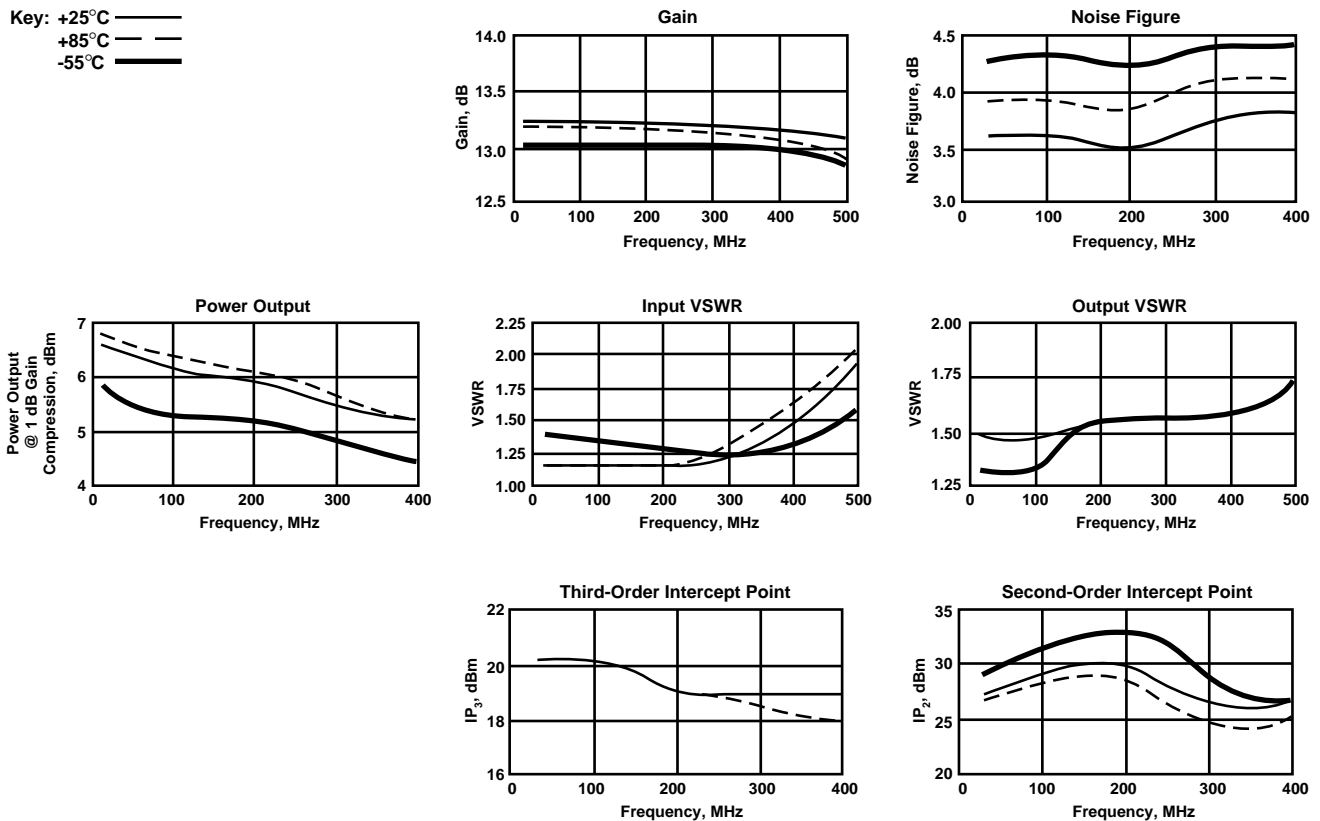 Key: +25°C
+85°C
-55°C
Gain
14.0
13.5
13.0
12.5
Gain, dB
0 100 200 300 400 500
Frequency, MHz
Noise Figure
4.5
4.0
3.5
3.0
Noise Figure, dB
0 100 200 300 400
Frequency, MHz
Power Output
7
6
5
4
Power Output
@ 1 dB Gain
Compression, dBm
0 100 200 300 400
Frequency, MHz
Input VSWR
2.25
2.00
1.75
1.50
1.25
1.00
VSWR
0 100 200 300 400 500
Frequency, MHz
Output VSWR
2.00
1.75
1.50
1.25
VSWR
0 100 200 300 400 500
Frequency, MHz
Third-Order Intercept Point
22
20
18
16
IP3, dBm
0 100 200 300 400
Frequency, MHz
Second-Order Intercept Point
35
30
25
20
IP2, dBm
0 100 200 300 400
Frequency, MHz